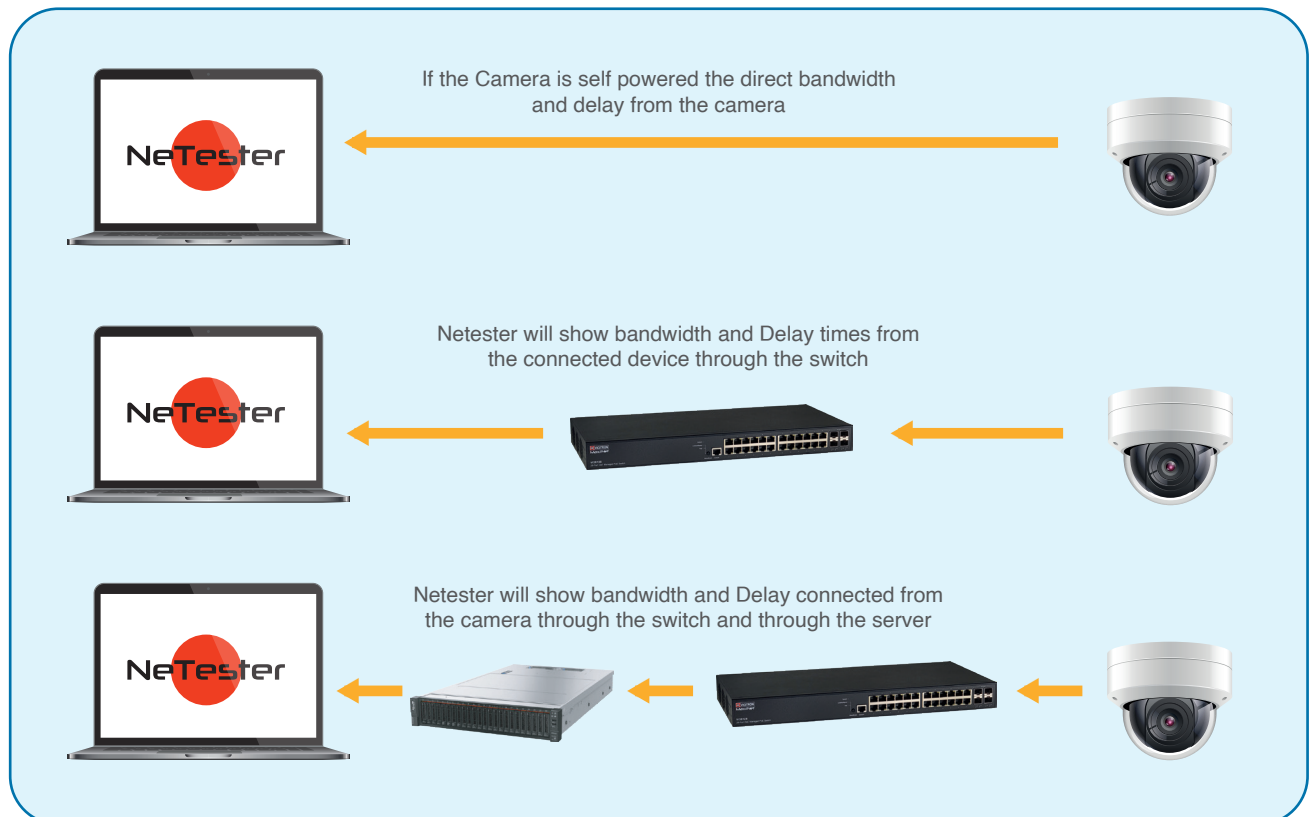 If the Camera is self powered the direct bandwidth
and delay from the camera
NeTester
Netester will show bandwidth and Delay times from
the connected device through the switch
NeTester
Netester will show bandwidth and Delay connected from
the camera through the switch and through the server
NeTester